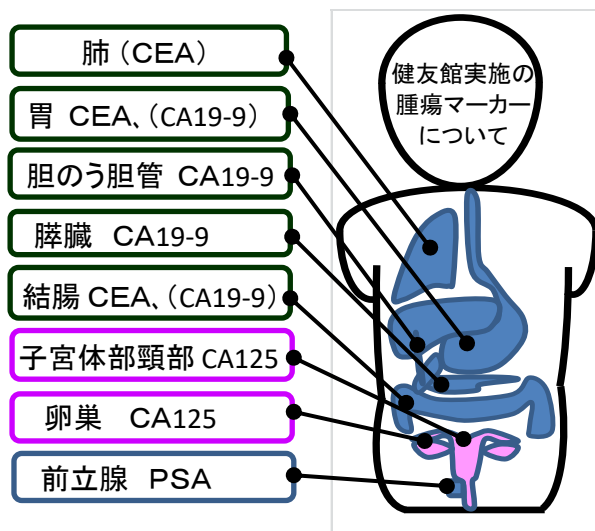 肺（CEA）
胃 CEA、（CA19-9）
胆のう胆管 CA19-9
膵臓 CA19-9
結腸 CEA、（CA19-9）
子宮体部頸部 CA125
卵巣 CA125
前立腺 PSA
健友館実施の
腫瘍マーカー
について